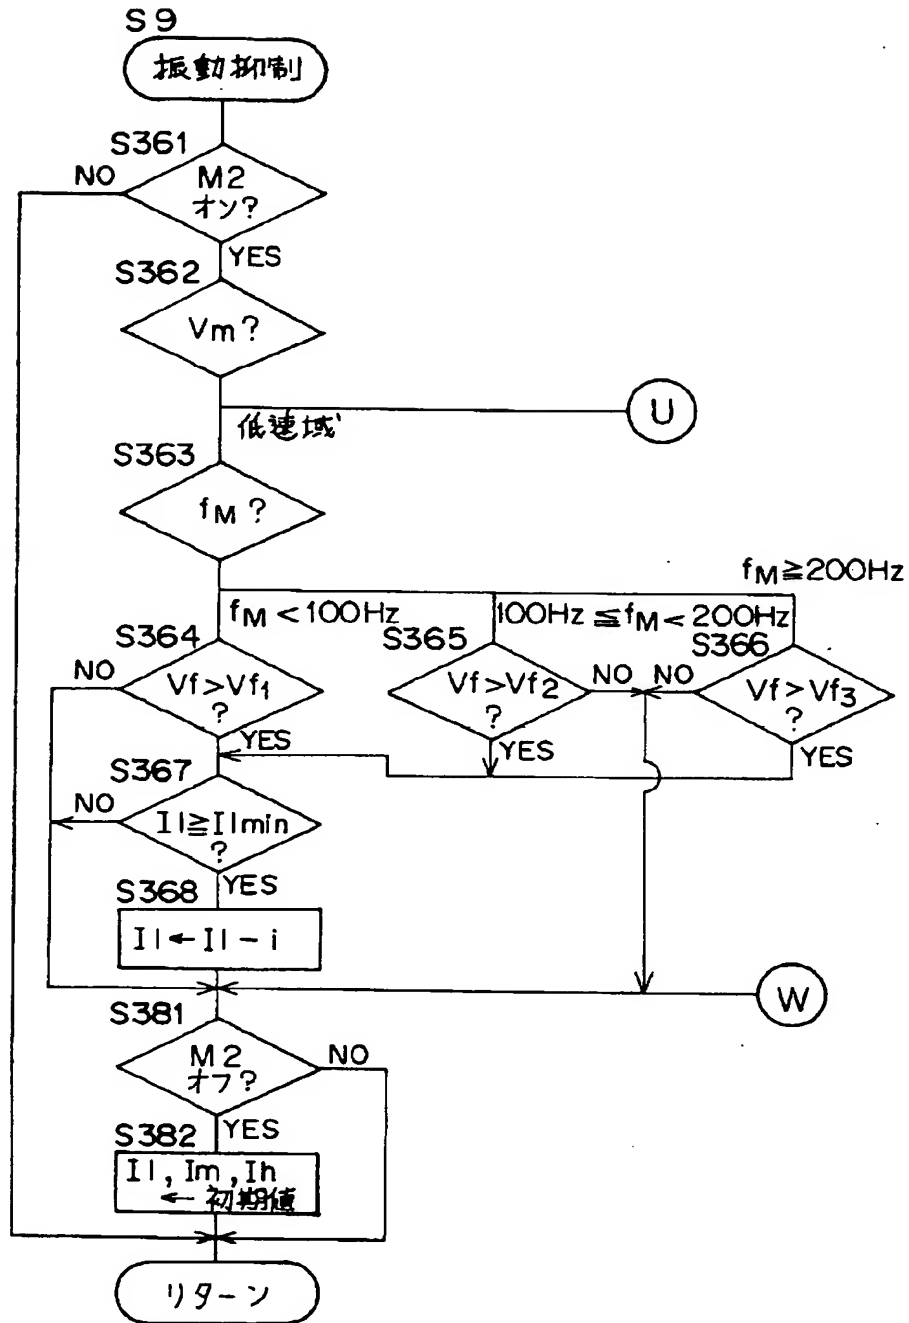 S9
振動抑制
S361
NO
M2
オン?
YES
S362
Vm?
低速域
U
S363
fM?
fM≧200Hz
fM<100Hz
100Hz≦fM<200Hz
S364
S365
S366
NO
Vf>Vf1
?
Vf>Vf2
?
NO
NO
Vf>Vf3
?
YES
YES
YES
S367
NO
Il≧Ilmin
?
YES
S368
Il←Il-i
W
S381
M2
オフ?
NO
YES
S382
Il,Im,Ih
←初期値
リターン